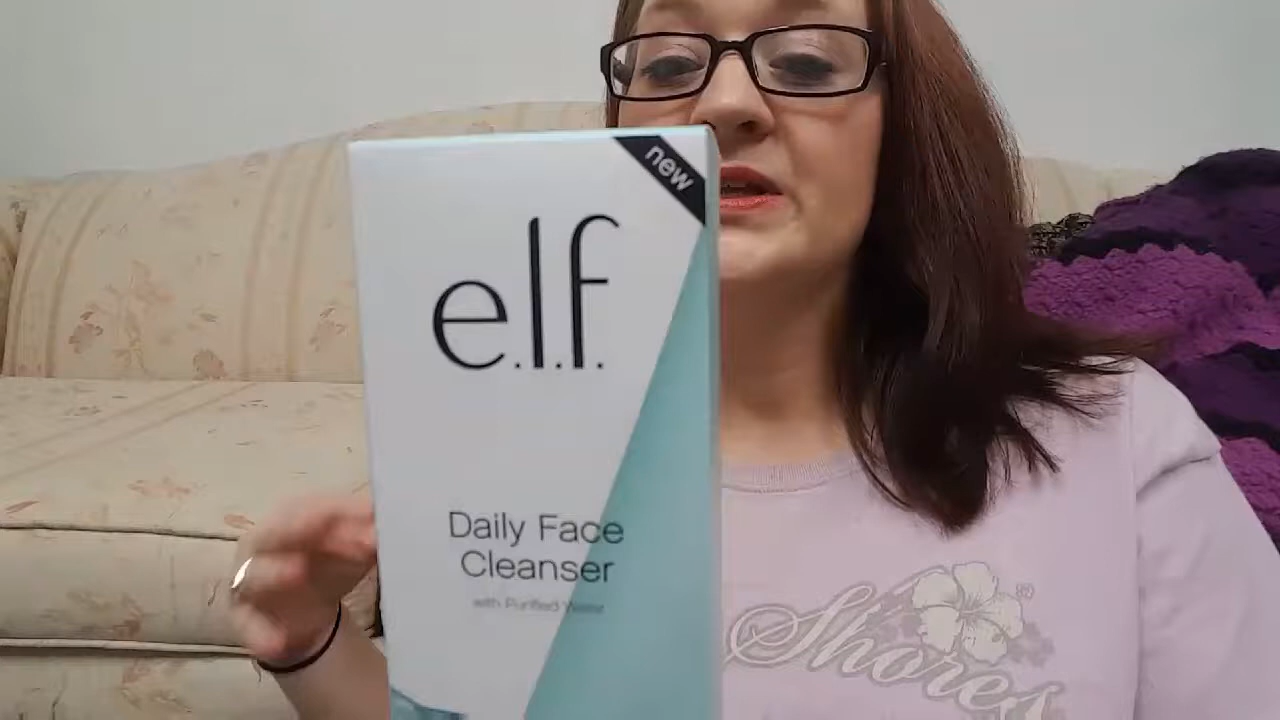 new
e.l.f.
Daily Face
Cleanser
with Purified Water
Shores